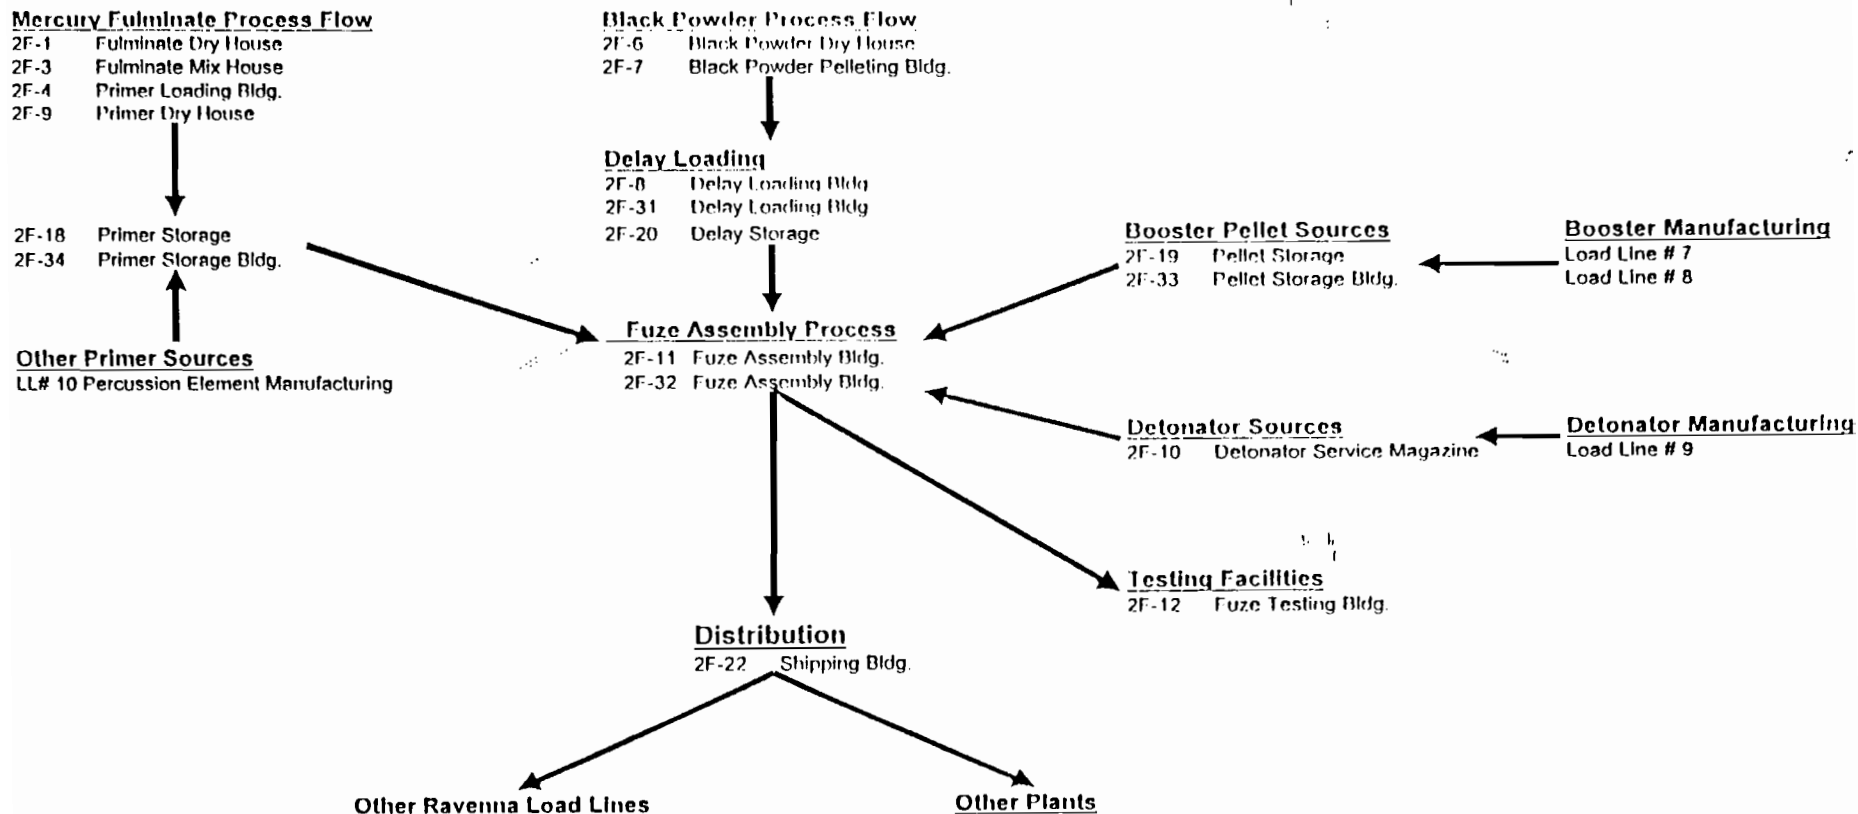 Mercury Fulminate Process Flow
2F-1 Fulminate Dry House
2F-3 Fulminate Mix House
2F-4 Primer Loading Bldg.
2F-9 Primer Dry House
2F-18 Primer Storage
2F-34 Primer Storage Bldg.
Other Primer Sources
LL# 10 Percussion Element Manufacturing
Black Powder Process Flow
2F-6 Black Powder Dry House
2F-7 Black Powder Pelleting Bldg.
Delay Loading
2F-8 Delay Loading Bldg
2F-31 Delay Loading Bldg
2F-20 Delay Storage
Fuze Assembly Process
2F-11 Fuze Assembly Bldg.
2F-32 Fuze Assembly Bldg.
Booster Pellet Sources
2F-19 Pellet Storage
2F-33 Pellet Storage Bldg.
Booster Manufacturing
Load Line # 7
Load Line # 8
Detonator Sources
2F-10 Detonator Service Magazine
Detonator Manufacturing
Load Line # 9
Testing Facilities
2F-12 Fuze Testing Bldg.
Distribution
2F-22 Shipping Bldg.
Other Ravenna Load Lines
Other Plants